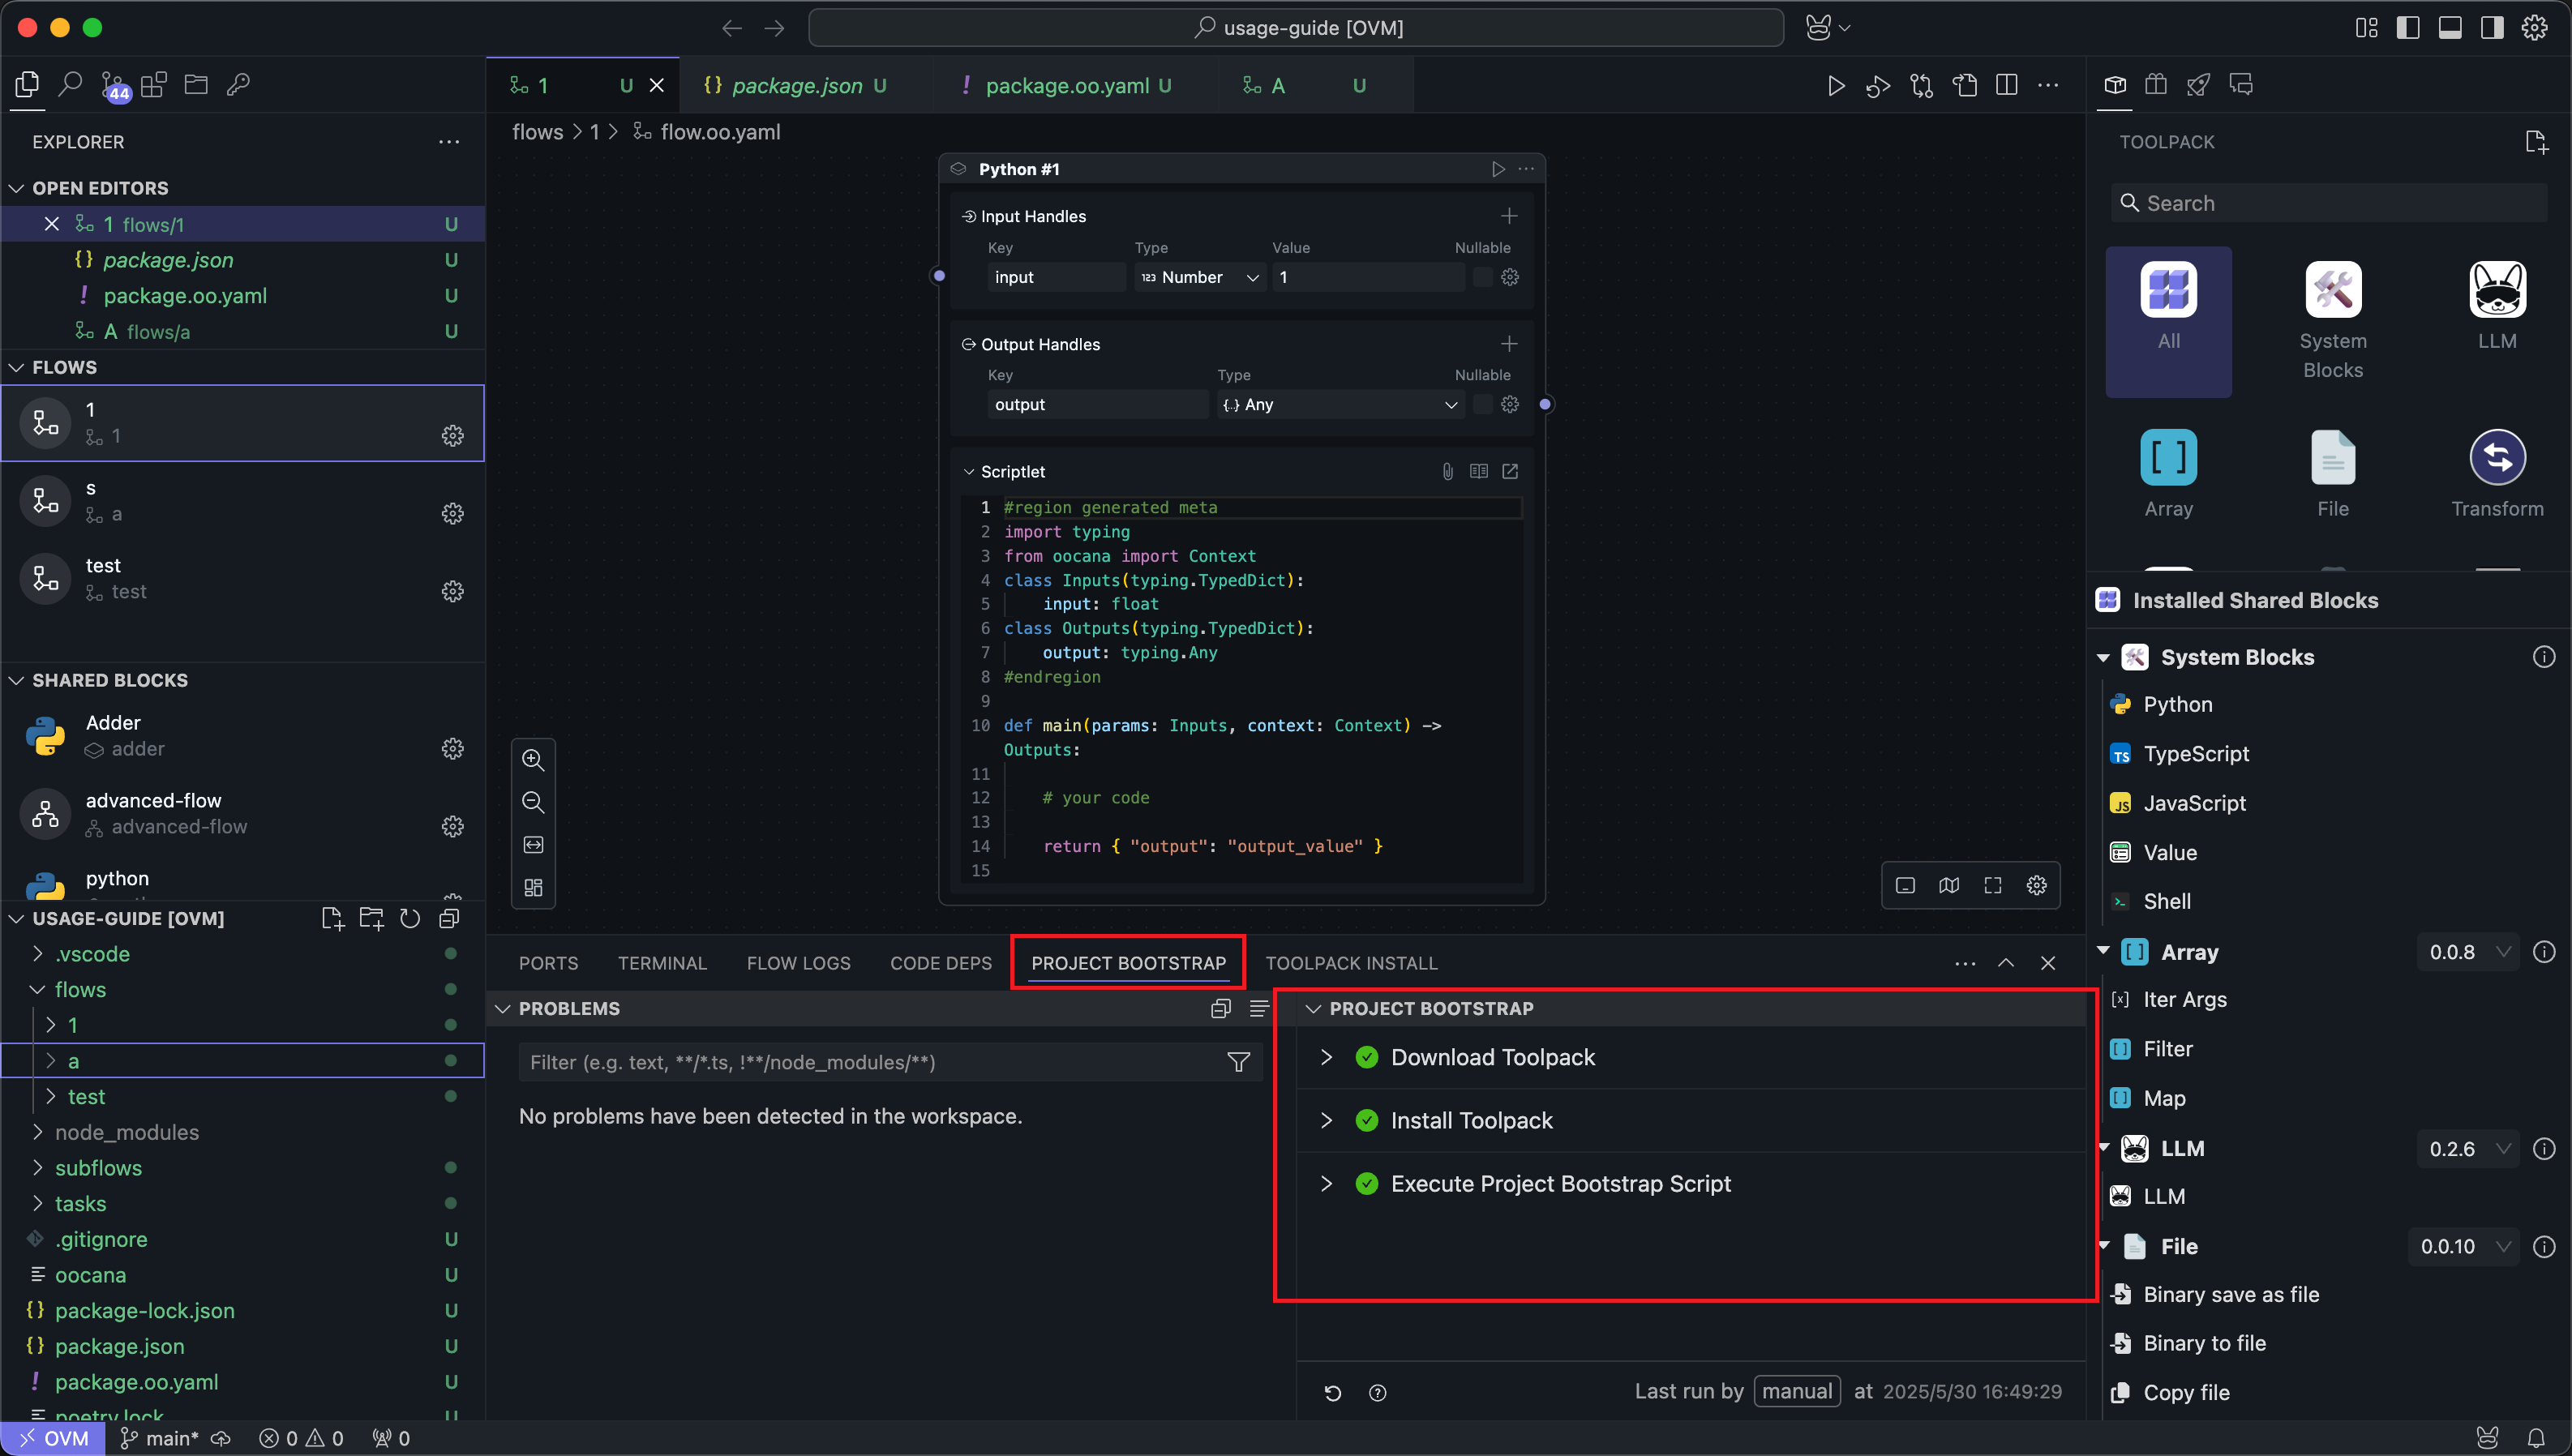 usage-guide [OVM]
44
1 U
package.json U
! package.oo.yaml U
A U
EXPLORER
flows > 1 > flow.oo.yaml
OPEN EDITORS
1 flows/1 U
{} package.json U
! package.oo.yaml U
A flows/a U
FLOWS
1
1
s
a
test
test
SHARED BLOCKS
Adder
adder
advanced-flow
advanced-flow
python
USAGE-GUIDE [OVM]
.vscode
flows
1
a
test
node_modules
subflows
tasks
.gitignore U
oocana U
{} package-lock.json U
{} package.json U
! package.oo.yaml U
poetry.lock U
Python #1
Input Handles
Key Type Value Nullable
input 123 Number 1
Output Handles
Key Type Nullable
output {..} Any
Scriptlet
1 #region generated meta
2 import typing
3 from oocana import Context
4 class Inputs(typing.TypedDict):
5 input: float
6 class Outputs(typing.TypedDict):
7 output: typing.Any
8 #endregion
9
10 def main(params: Inputs, context: Context) ->
Outputs:
11
12 # your code
13
14 return { "output": "output_value" }
15
PORTS TERMINAL FLOW LOGS CODE DEPS PROJECT BOOTSTRAP TOOLPACK INSTALL
PROBLEMS
Filter (e.g. text, **/*.ts, !**/node_modules/**)
No problems have been detected in the workspace.
PROJECT BOOTSTRAP
Download Toolpack
Install Toolpack
Execute Project Bootstrap Script
Last run by manual at 2025/5/30 16:49:29
TOOLPACK
Search
All
System
Blocks
LLM
Array
File
Transform
Installed Shared Blocks
System Blocks
Python
TS TypeScript
JS JavaScript
Value
Shell
Array 0.0.8
Iter Args
Filter
Map
LLM 0.2.6
LLM
File 0.0.10
Binary save as file
Binary to file
Copy file
OVM main* 0 0 0